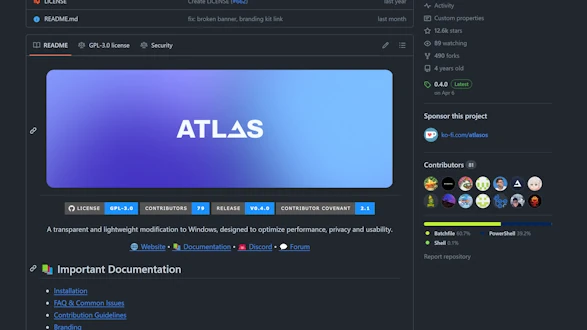 LICENSE
Create LICENSE (#662)
last year
README.md
fix: broken banner, branding kit link
last month
README
GPL-3.0 license
Security
ATLAS
LICENSE GPL-3.0 CONTRIBUTORS 79 RELEASE V0.4.0 CONTRIBUTOR COVENANT 2.1
A transparent and lightweight modification to Windows, designed to optimize performance, privacy and usability.
Website • Documentation • Discord • Forum
Important Documentation
Installation
FAQ & Common Issues
Contribution Guidelines
Branding
Activity
Custom properties
12.6k stars
89 watching
490 forks
4 years old
0.4.0 Latest
on Apr 6
Sponsor this project
ko-fi.com/atlasos
Contributors 81
Batchfile 60.7% PowerShell 39.2%
Shell 0.1%
Report repository